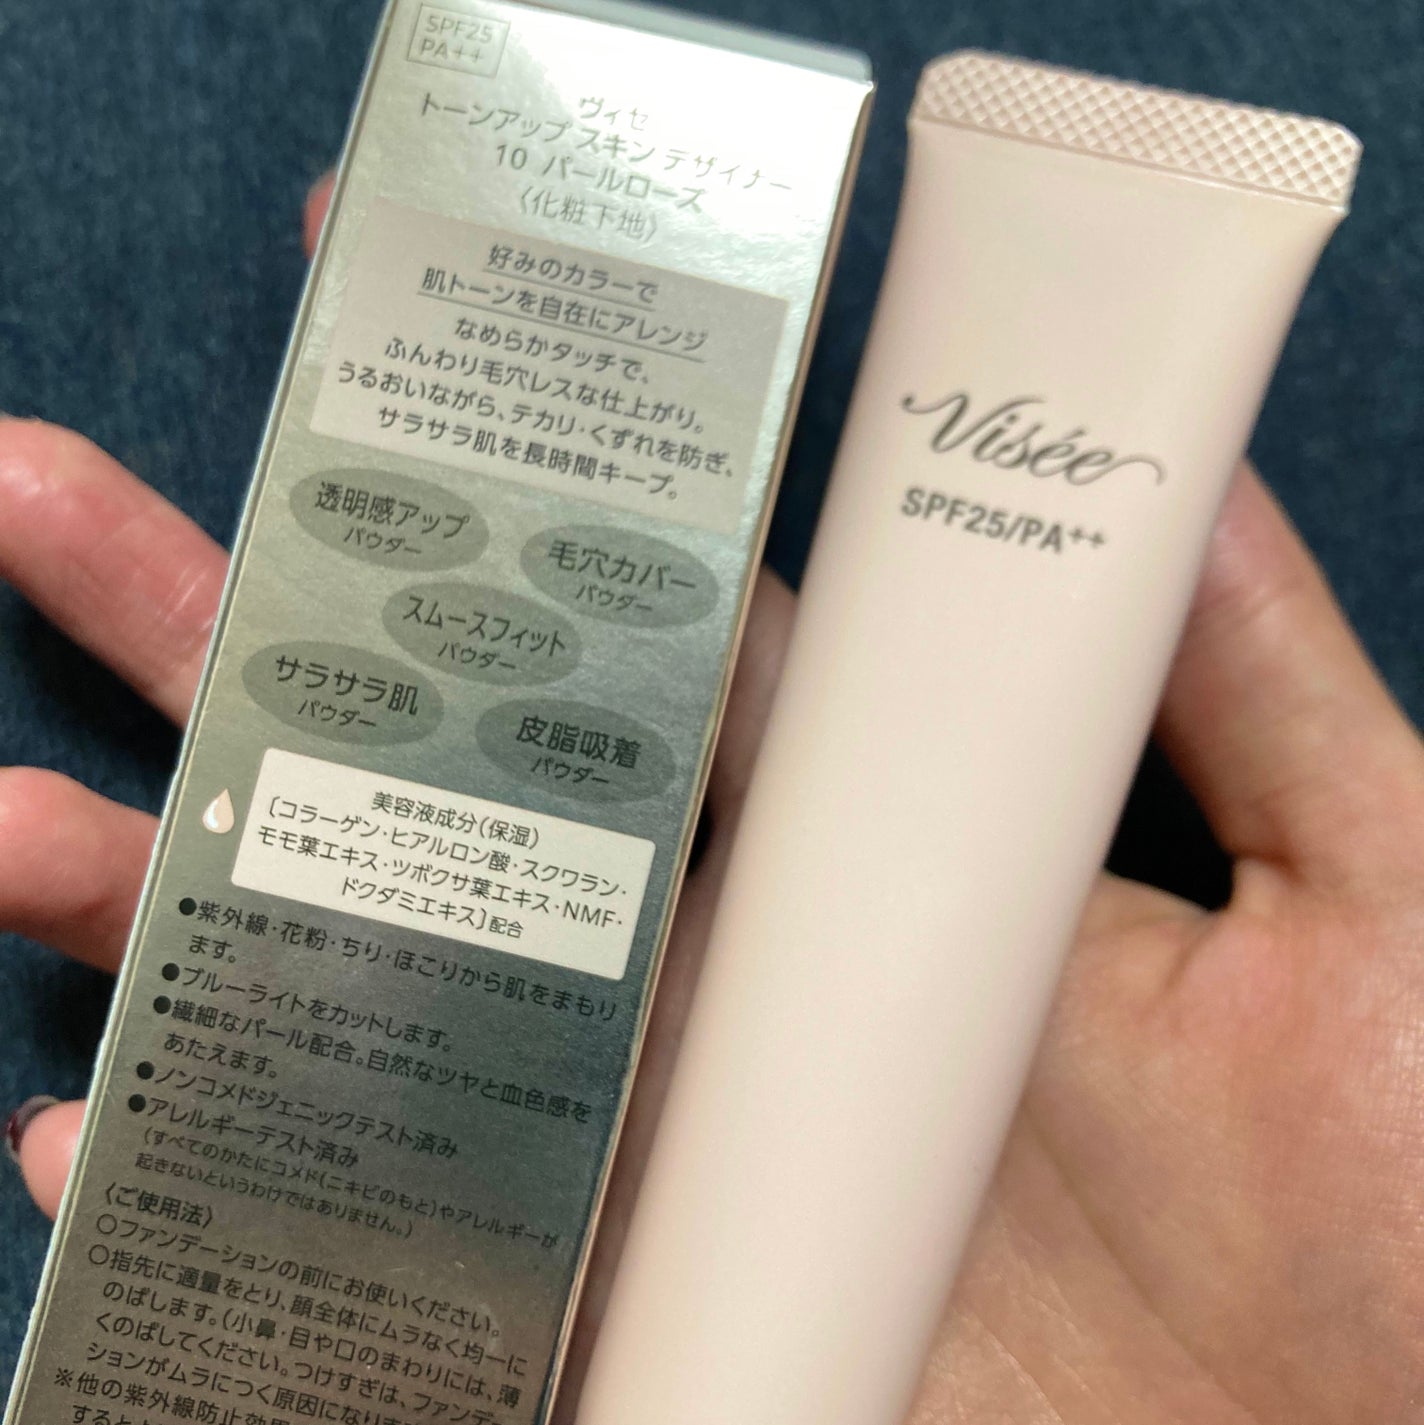 SPF25
PA++
ヴィセ
トーンアップ スキン デザイナー
10 パールローズ
〈化粧下地〉
好みのカラーで
肌トーンを自在にアレンジ
なめらかタッチで、
ふんわり毛穴レスな仕上がり。
うるおいながら、テカリ・くずれを防ぎ、
サラサラ肌を長時間キープ。
透明感アップ
パウダー
毛穴カバー
パウダー
スムースフィット
パウダー
サラサラ肌
パウダー
皮脂吸着
パウダー
美容液成分(保湿)
〔コラーゲン・ヒアルロン酸・スクワラン・
モモ葉エキス・ツボクサ葉エキス・NMF・
ドクダミエキス〕配合
●紫外線・花粉・ちり・ほこりから肌をまもり
ます。
●ブルーライトをカットします。
●繊細なパール配合。自然なツヤと血色感を
あたえます。
●ノンコメドジェニックテスト済み
●アレルギーテスト済み
(すべてのかたにコメド(ニキビのもと)やアレルギーが
起きないというわけではありません。)
〈ご使用法〉
○ファンデーションの前にお使いください。
○指先に適量をとり、顔全体にムラなく均一に
のばします。(小鼻・目や口のまわりには、薄
くのばしてください。つけすぎは、ファンデー
ションがムラにつく原因になりま
※他の紫外線防止効
すると
Visée
SPF25/PA++